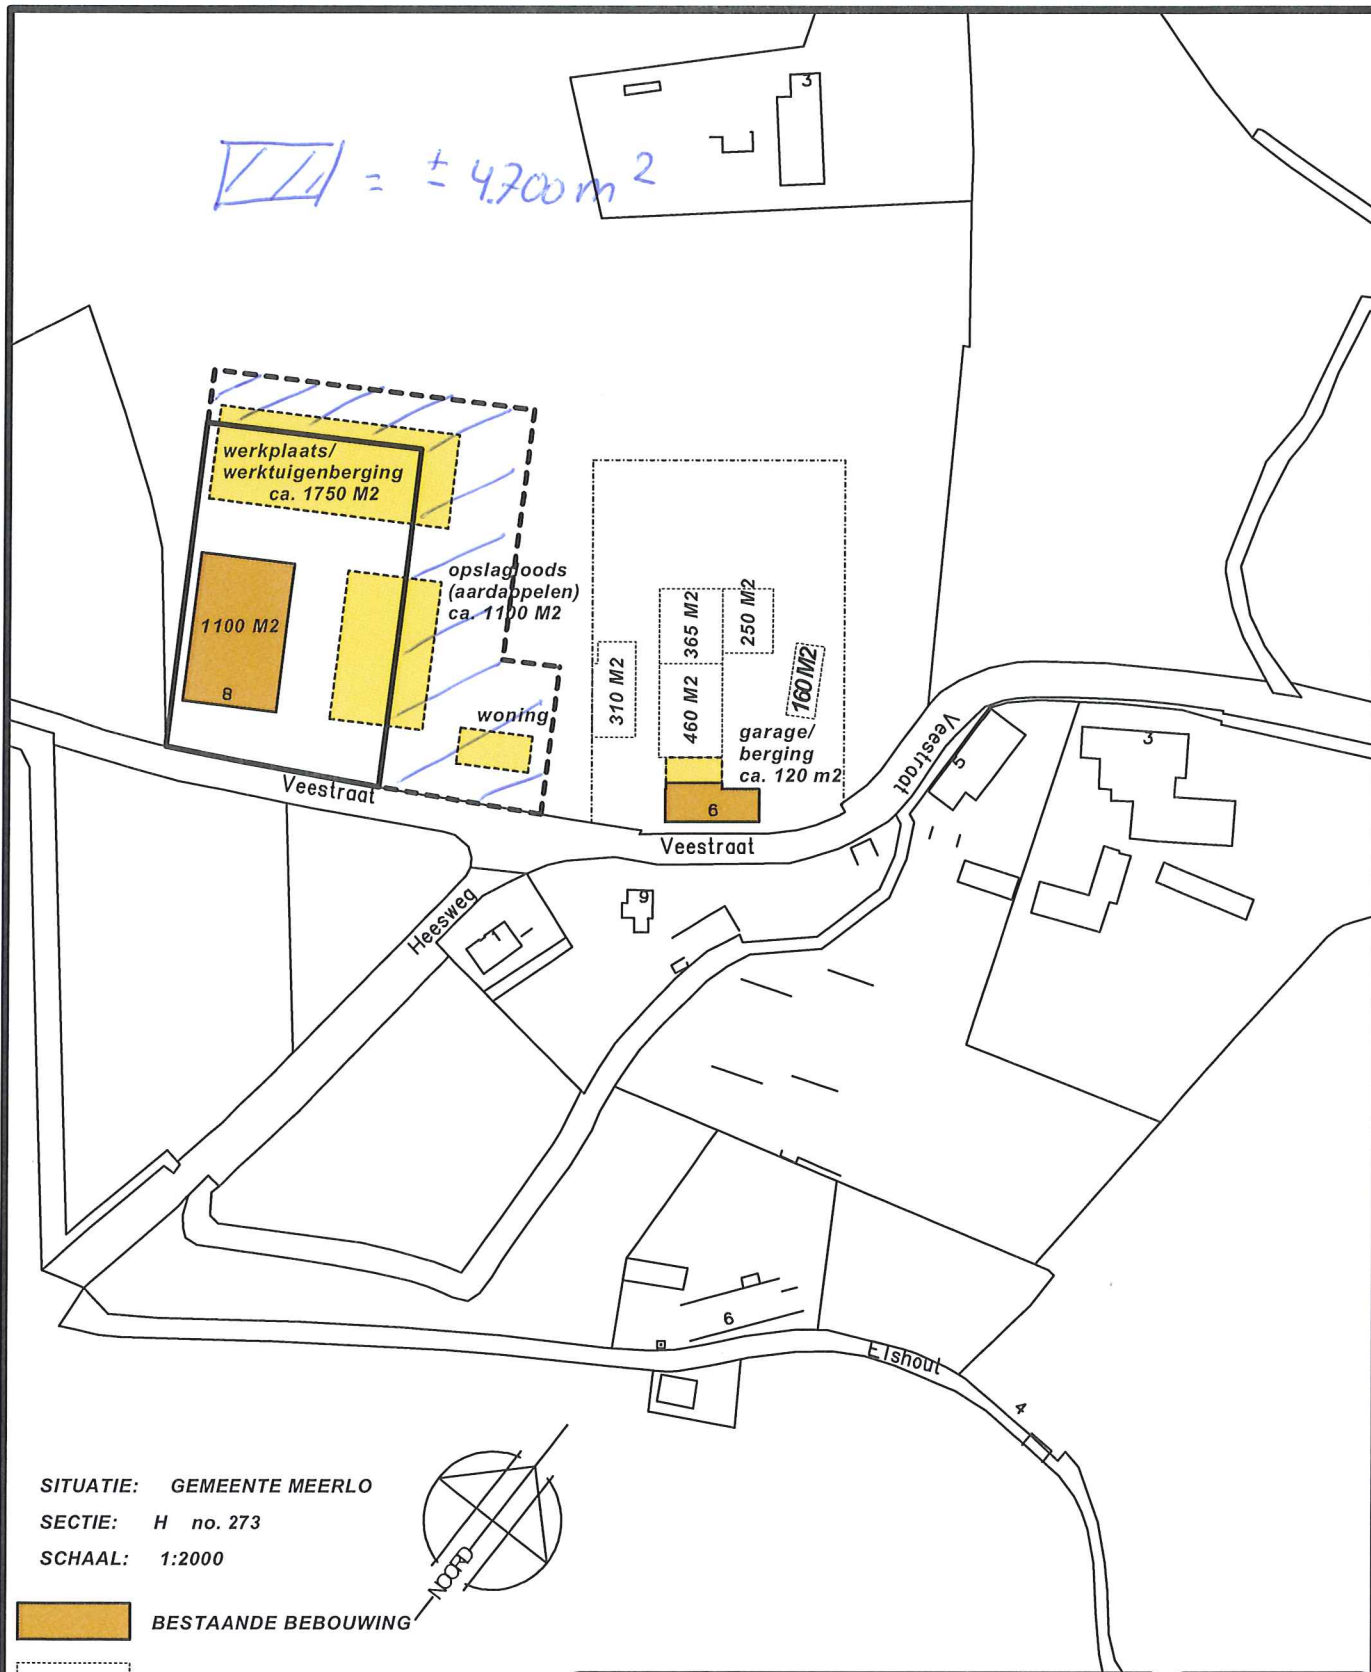 = ± 4.700 m²
3
werkplaats/
werktuigenberging
ca. 1750 M2
opslagloods
(aardappelen)
ca. 1100 M2
1100 M2
8
woning
310 M2
365 M2
460 M2
250 M2
160 M2
garage/
berging
ca. 120 m2
6
Veestraat
Veestraat
Veestraat
5
3
Heesweg
1
9
6
Elshout
4
SITUATIE: GEMEENTE MEERLO
SECTIE: H no. 273
SCHAAL: 1:2000
NOORD
BESTAANDE BEBOUWING